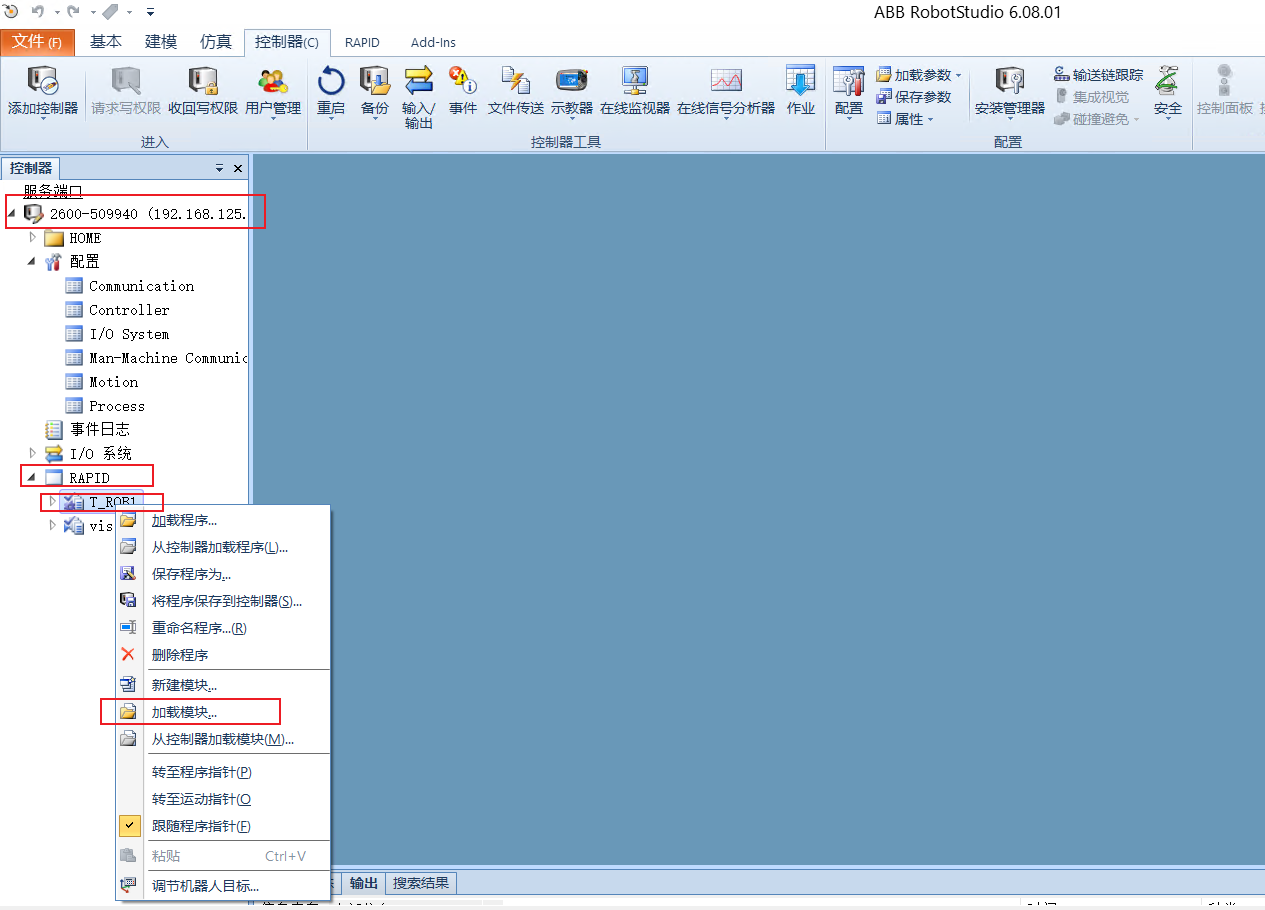 ABB RobotStudio 6.08.01
文件(F) 基本 建模 仿真 控制器(C) RAPID Add-Ins
添加控制器 请求写权限 收回写权限 用户管理 重启 备份 输入/输出 事件 文件传送 示教器 在线监视器 在线信号分析器 作业 配置 加载参数 保存参数 属性 安装管理器 输送链跟踪 集成视觉 碰撞避免 安全 控制面板
进入 控制器工具 配置
控制器
服务端口
2600-509940 (192.168.125.
HOME
配置
Communication
Controller
I/O System
Man-Machine Communic
Motion
Process
事件日志
I/O 系统
RAPID
T_ROB1
vis
加载程序...
从控制器加载程序(L)...
保存程序为...
将程序保存到控制器(S)...
重命名程序...(R)
删除程序
新建模块...
加载模块...
从控制器加载模块(M)...
转至程序指针(P)
转至运动指针(O
跟随程序指针(F)
粘贴 Ctrl+V
调节机器人目标...
输出 搜索结果